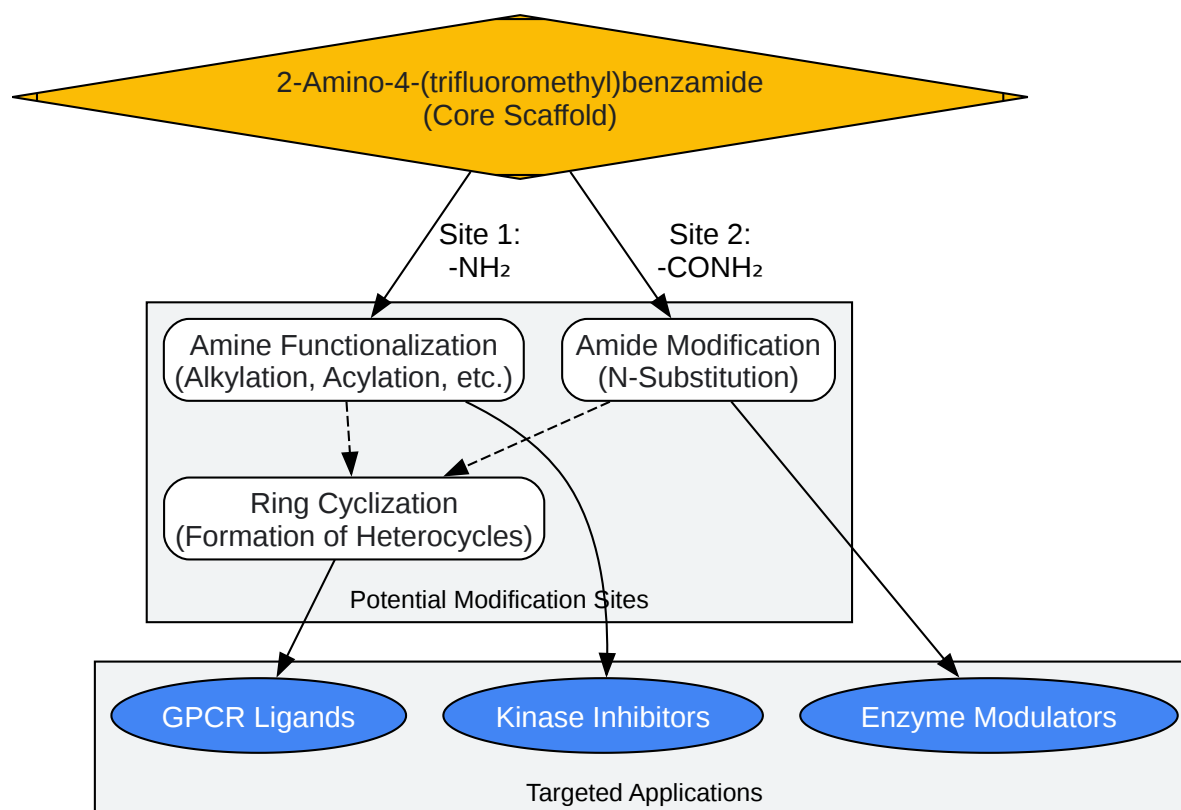 2-Amino-4-(trifluoromethyl)benzamide
(Core Scaffold)
Site 1:
-NH₂
Site 2:
-CONH₂
Amine Functionalization
(Alkylation, Acylation, etc.)
Amide Modification
(N-Substitution)
Ring Cyclization
(Formation of Heterocycles)
Potential Modification Sites
GPCR Ligands
Kinase Inhibitors
Enzyme Modulators
Targeted Applications